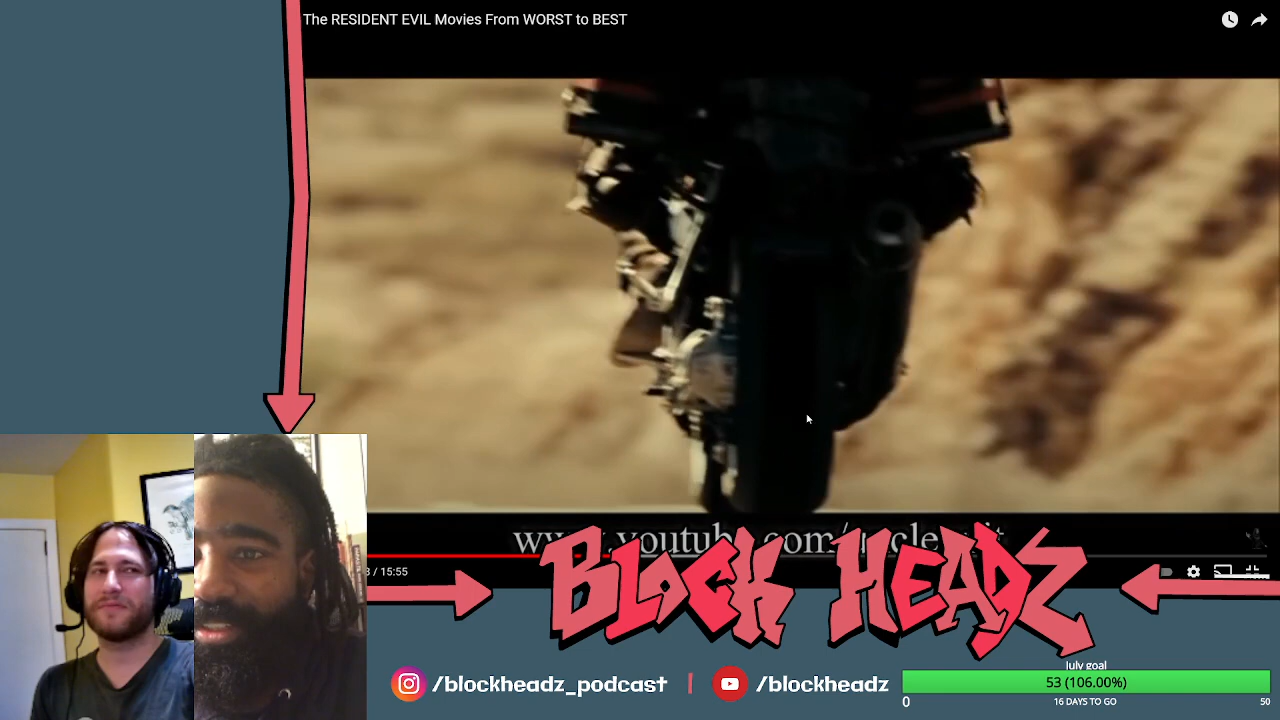 The RESIDENT EVIL Movies From WORST to BEST
/ 15:55
BLOCK HEADZ
/blockheadz_podcast
/blockheadz
July goal
53 (106.00%)
0
16 DAYS TO GO
50